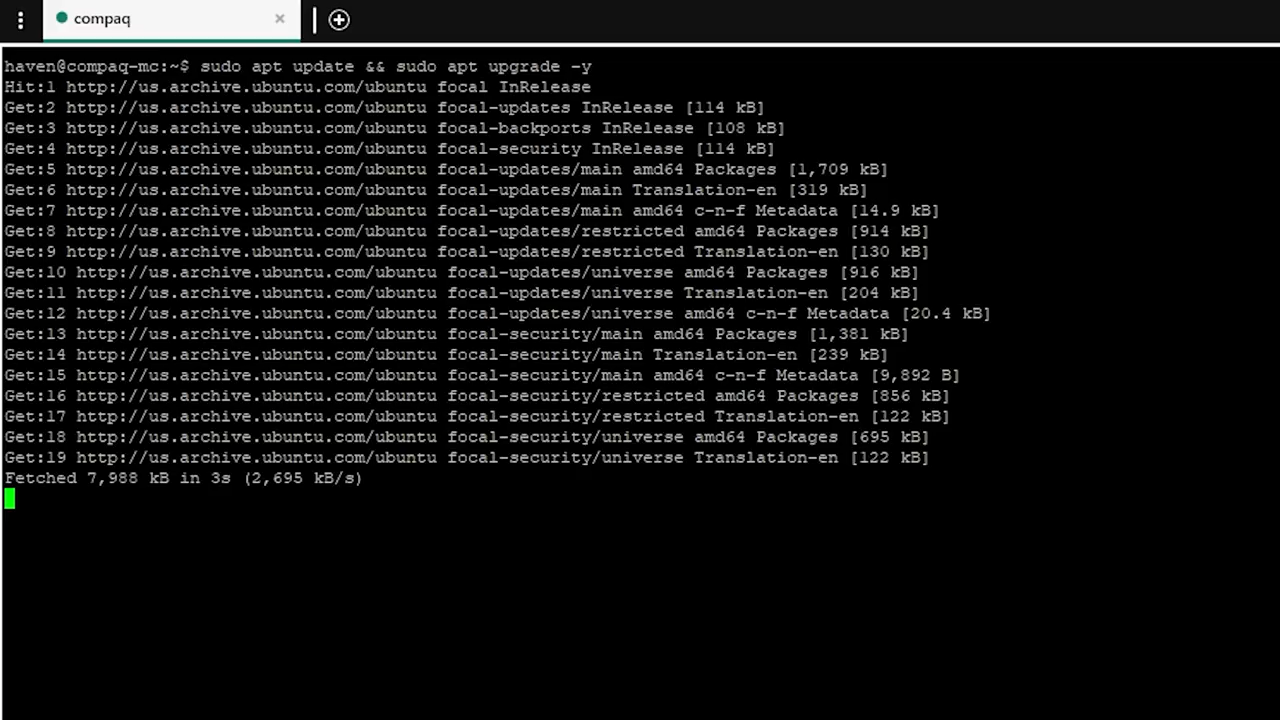 compaq
haven@compaq-mc:~$ sudo apt update && sudo apt upgrade -y
Hit:1 http://us.archive.ubuntu.com/ubuntu focal InRelease
Get:2 http://us.archive.ubuntu.com/ubuntu focal-updates InRelease [114 kB]
Get:3 http://us.archive.ubuntu.com/ubuntu focal-backports InRelease [108 kB]
Get:4 http://us.archive.ubuntu.com/ubuntu focal-security InRelease [114 kB]
Get:5 http://us.archive.ubuntu.com/ubuntu focal-updates/main amd64 Packages [1,709 kB]
Get:6 http://us.archive.ubuntu.com/ubuntu focal-updates/main Translation-en [319 kB]
Get:7 http://us.archive.ubuntu.com/ubuntu focal-updates/main amd64 c-n-f Metadata [14.9 kB]
Get:8 http://us.archive.ubuntu.com/ubuntu focal-updates/restricted amd64 Packages [914 kB]
Get:9 http://us.archive.ubuntu.com/ubuntu focal-updates/restricted Translation-en [130 kB]
Get:10 http://us.archive.ubuntu.com/ubuntu focal-updates/universe amd64 Packages [916 kB]
Get:11 http://us.archive.ubuntu.com/ubuntu focal-updates/universe Translation-en [204 kB]
Get:12 http://us.archive.ubuntu.com/ubuntu focal-updates/universe amd64 c-n-f Metadata [20.4 kB]
Get:13 http://us.archive.ubuntu.com/ubuntu focal-security/main amd64 Packages [1,381 kB]
Get:14 http://us.archive.ubuntu.com/ubuntu focal-security/main Translation-en [239 kB]
Get:15 http://us.archive.ubuntu.com/ubuntu focal-security/main amd64 c-n-f Metadata [9,892 B]
Get:16 http://us.archive.ubuntu.com/ubuntu focal-security/restricted amd64 Packages [856 kB]
Get:17 http://us.archive.ubuntu.com/ubuntu focal-security/restricted Translation-en [122 kB]
Get:18 http://us.archive.ubuntu.com/ubuntu focal-security/universe amd64 Packages [695 kB]
Get:19 http://us.archive.ubuntu.com/ubuntu focal-security/universe Translation-en [122 kB]
Fetched 7,988 kB in 3s (2,695 kB/s)